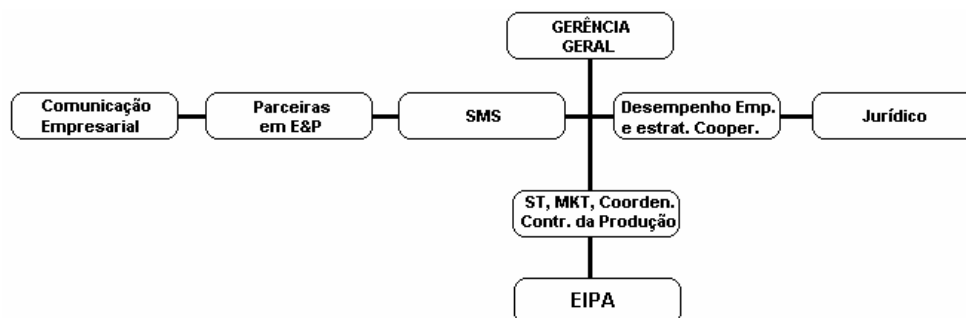 GERÊNCIA
GERAL
Comunicação
Empresarial
Parceiras
em E&P
SMS
Desempenho Emp.
e estrat. Cooper.
Jurídico
ST, MKT, Coorden.
Contr. da Produção
EIPA